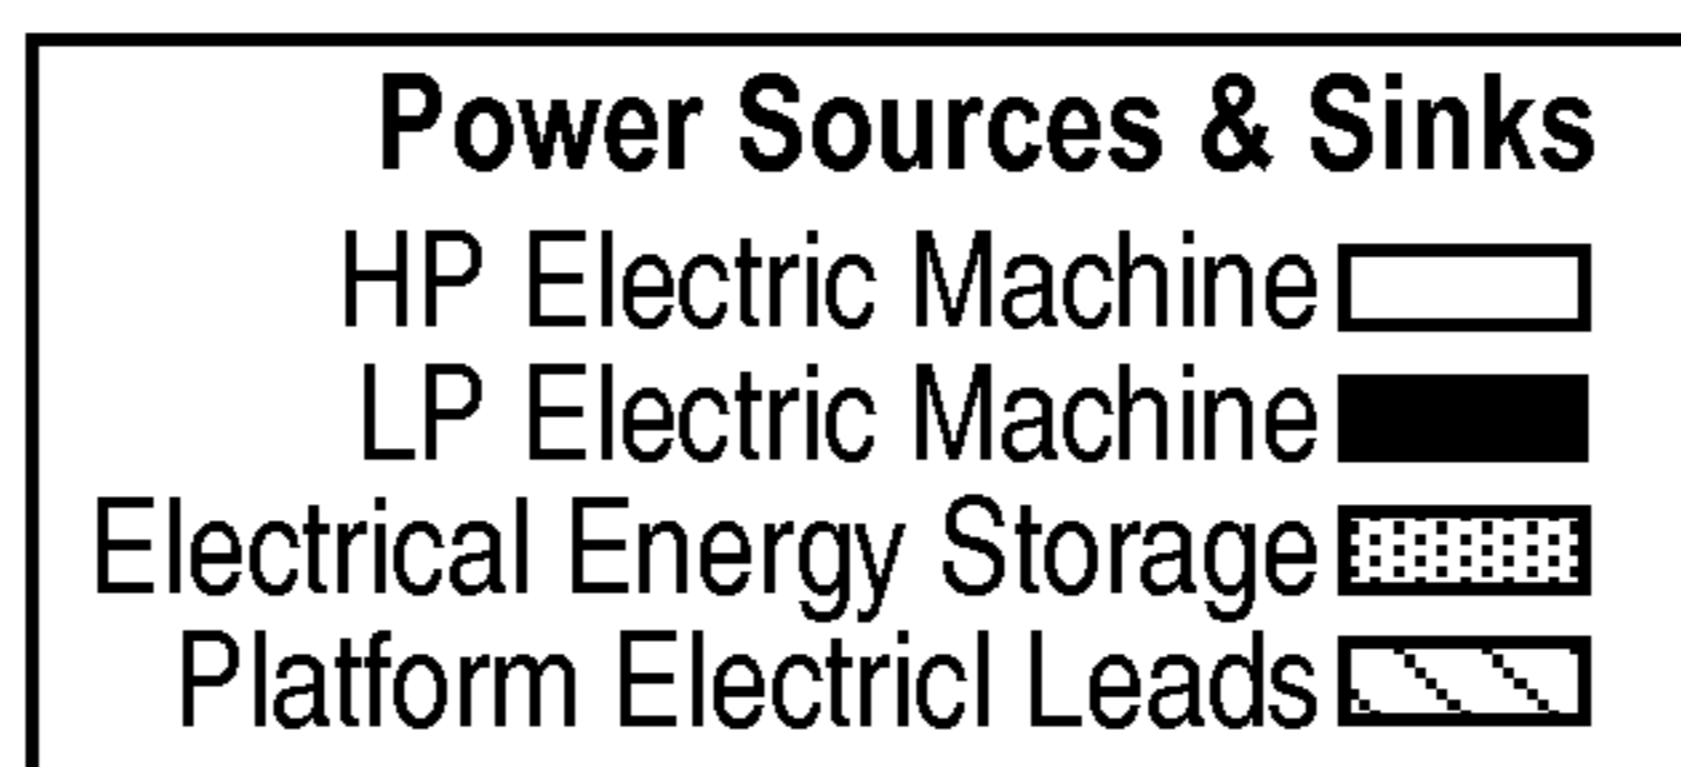 Power Sources & Sinks
HP Electric Machine
LP Electric Machine
Electrical Energy Storage
Platform Electricl Leads